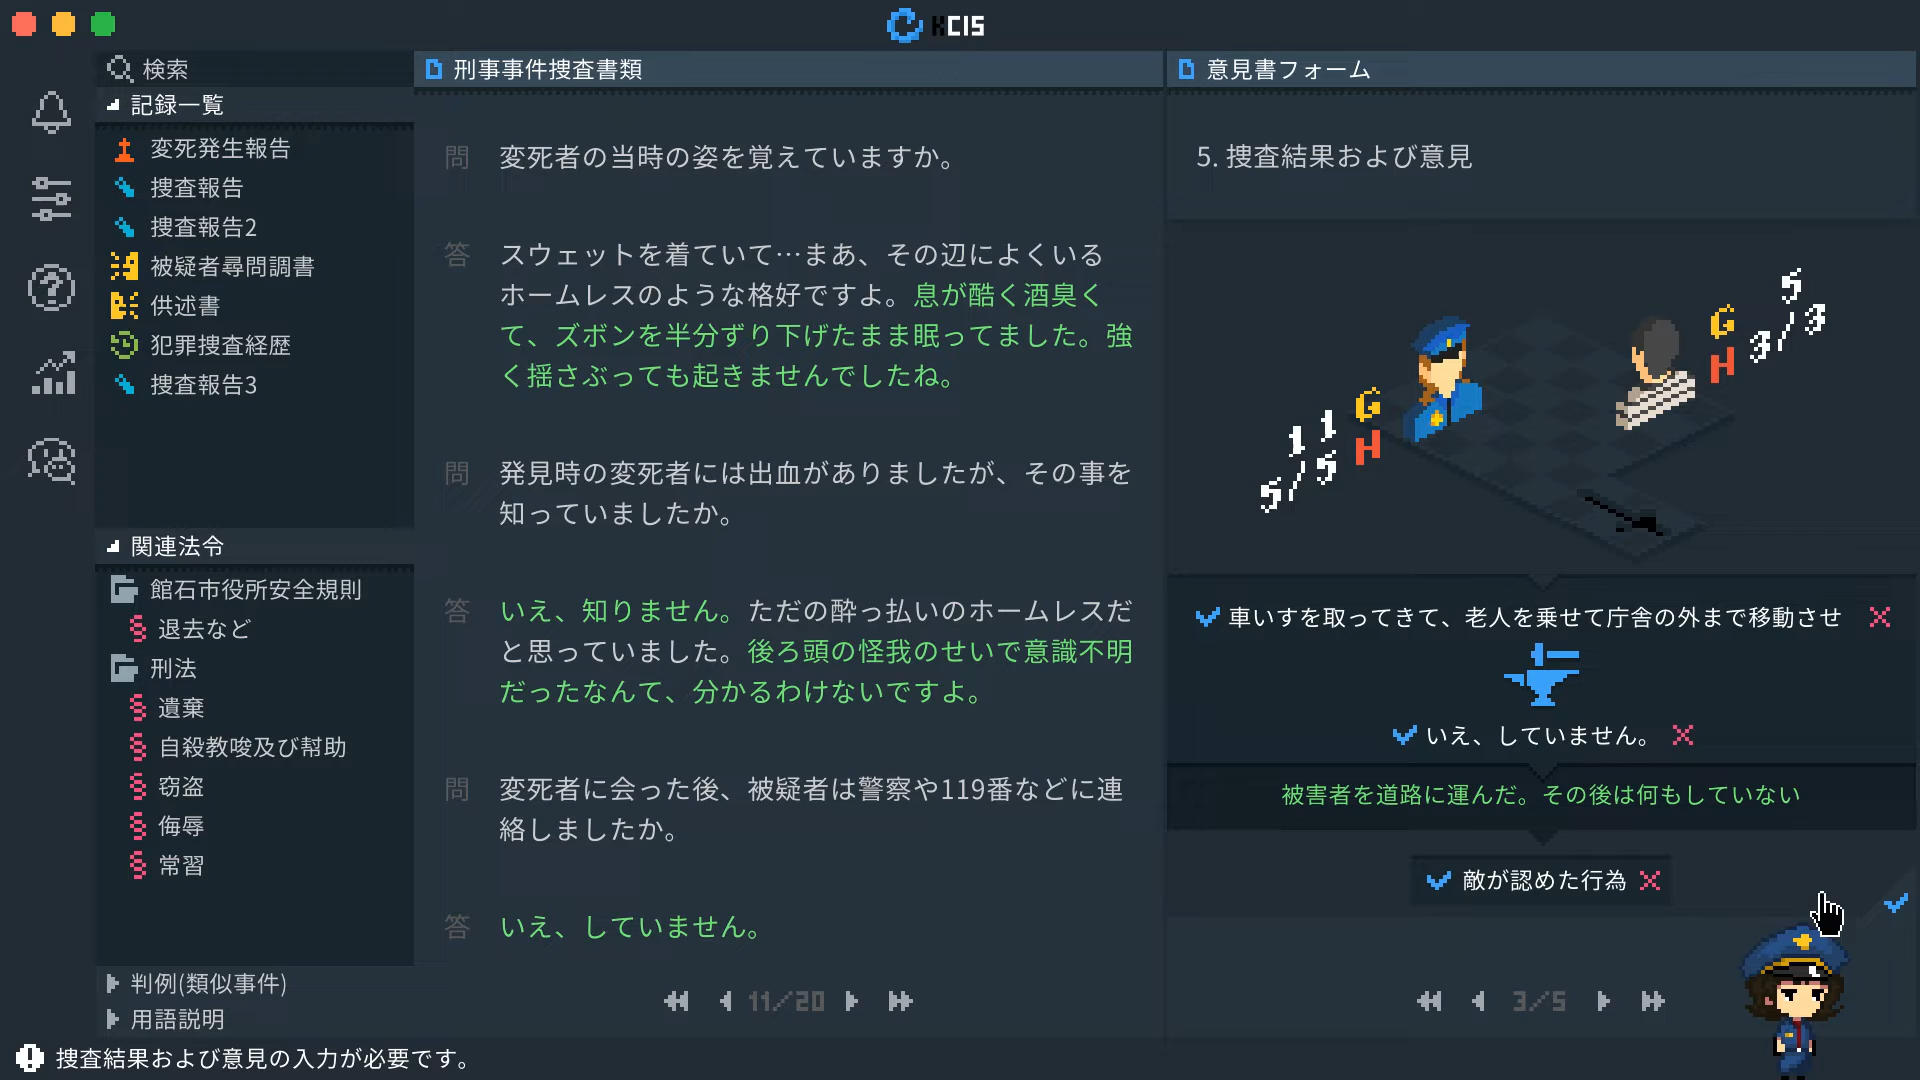 KCIS
検索
記録一覧
変死発生報告
捜査報告
捜査報告2
被疑者尋問調書
供述書
犯罪捜査経歴
捜査報告3
関連法令
館石市役所安全規則
退去など
刑法
遺棄
自殺教唆及び幇助
窃盗
侮辱
常習
判例(類似事件)
用語説明
刑事事件捜査書類
問 変死者の当時の姿を覚えていますか。
答 スウェットを着ていて…まあ、その辺によくいる
ホームレスのような格好ですよ。息が酷く酒臭く
て、ズボンを半分ずり下げたまま眠ってました。強
く揺さぶっても起きませんでしたね。
問 発見時の変死者には出血がありましたが、その事を
知っていましたか。
答 いえ、知りません。ただの酔っ払いのホームレスだ
と思っていました。後ろ頭の怪我のせいで意識不明
だったなんて、分かるわけないですよ。
問 変死者に会った後、被疑者は警察や119番などに連
絡しましたか。
答 いえ、していません。
11/20
意見書フォーム
5. 捜査結果および意見
G 5
H 3/3
1 1 G
5/5 H
車いすを取ってきて、老人を乗せて庁舎の外まで移動させ
いえ、していません。
被害者を道路に運んだ。その後は何もしていない
敵が認めた行為
3/5
捜査結果および意見の入力が必要です。